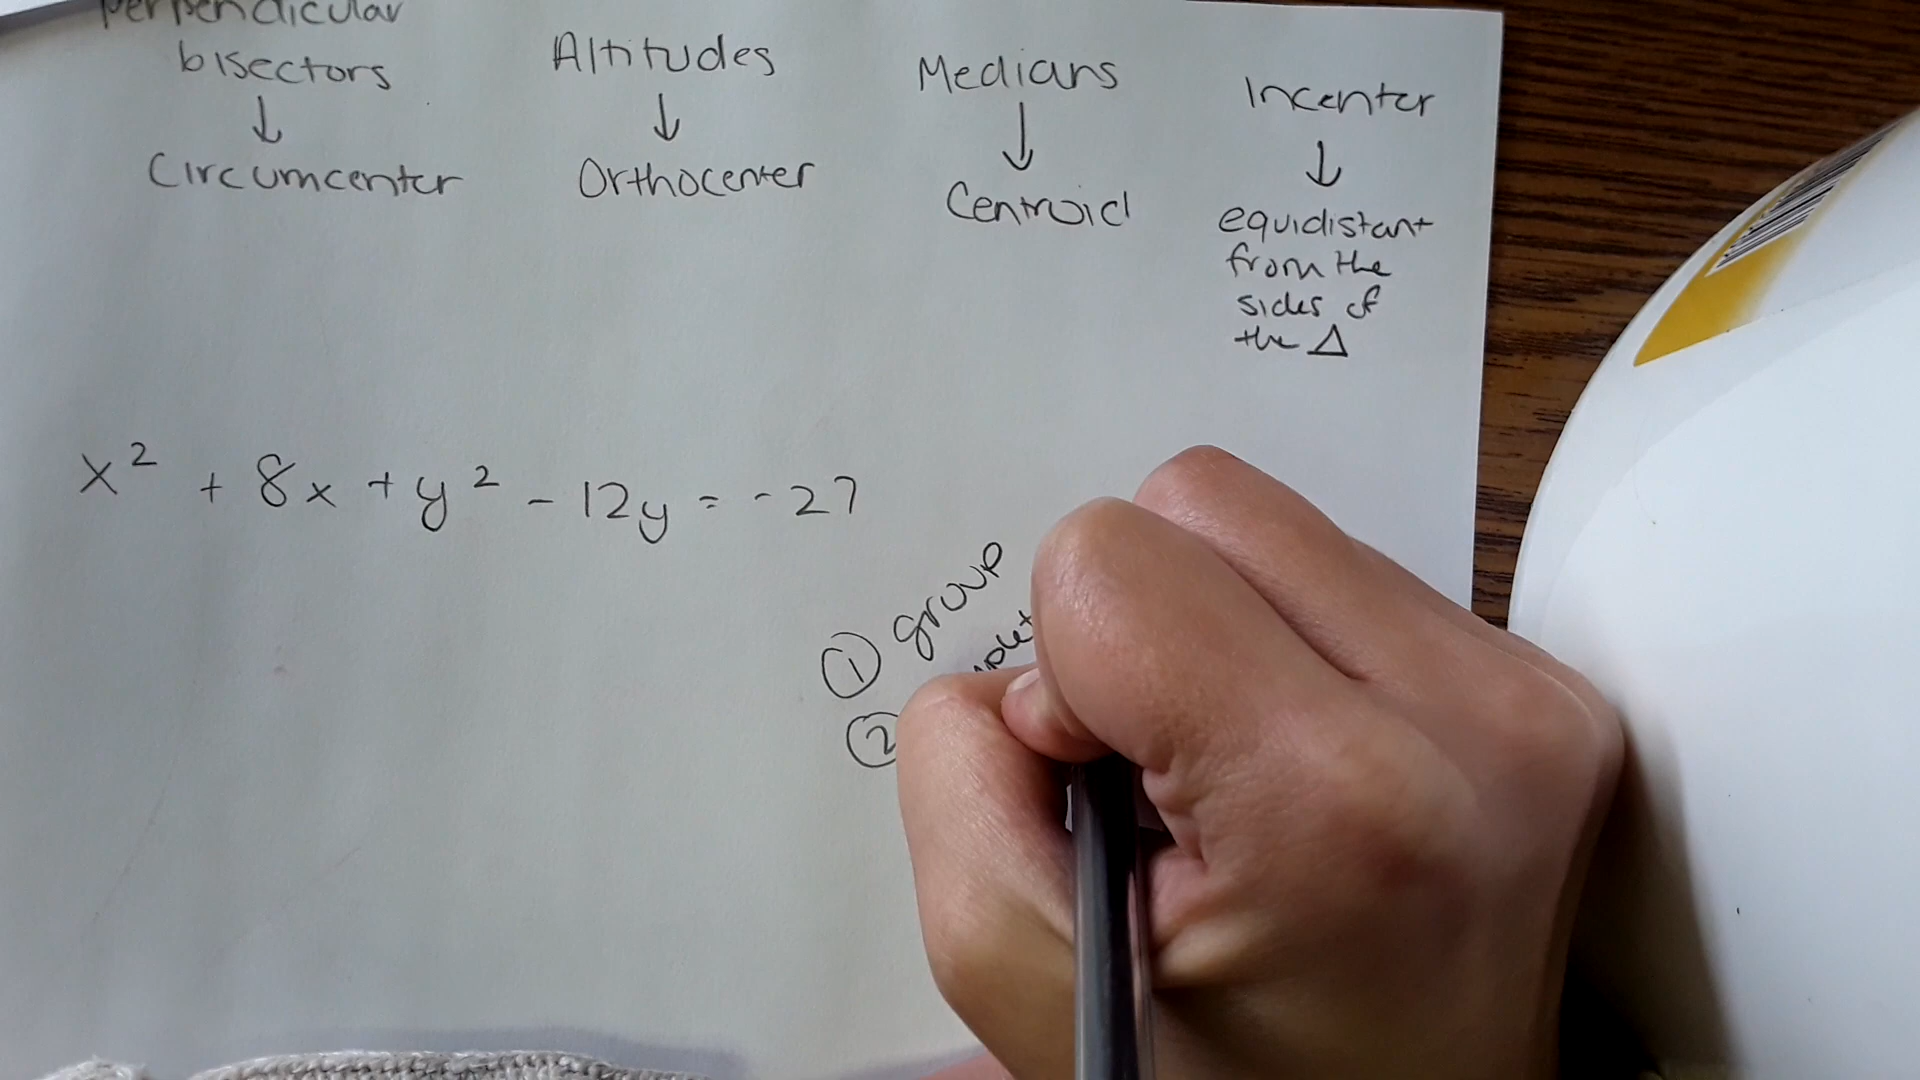 perpendicular
bisectors
↓
Circumcenter
Altitudes
↓
Orthocenter
Medians
↓
Centroid
Incenter
↓
equidistant
from the
sides of
the Δ
x² + 8x + y² - 12y = -27
① group
②